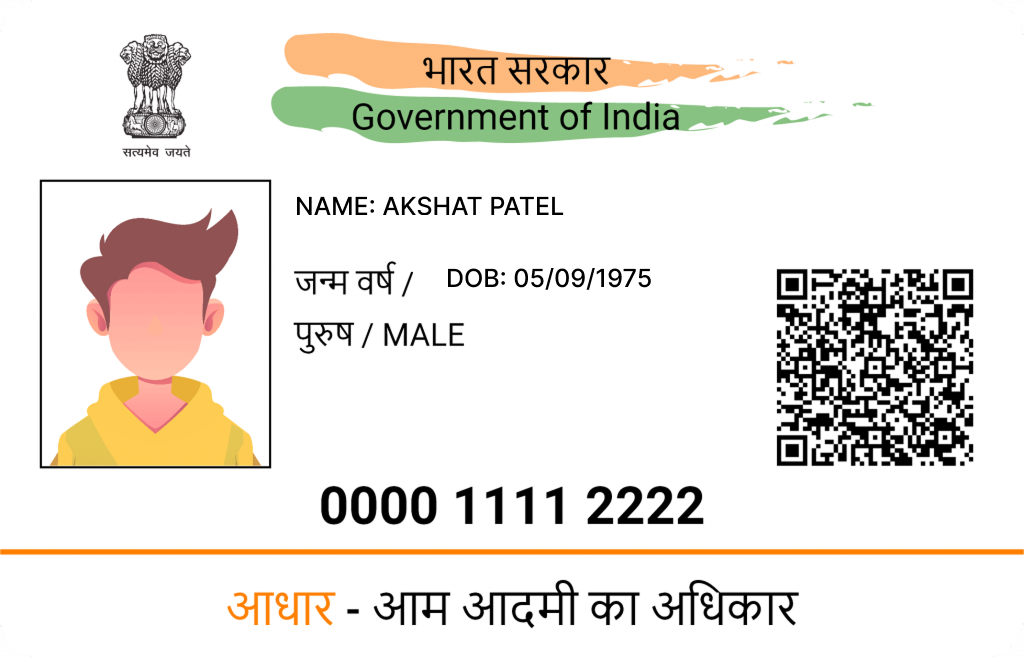 भारत सरकार
Government of India
सत्यमेव जयते
NAME: AKSHAT PATEL
जन्म वर्ष / DOB: 05/09/1975
पुरुष / MALE
0000 1111 2222
आधार - आम आदमी का अधिकार